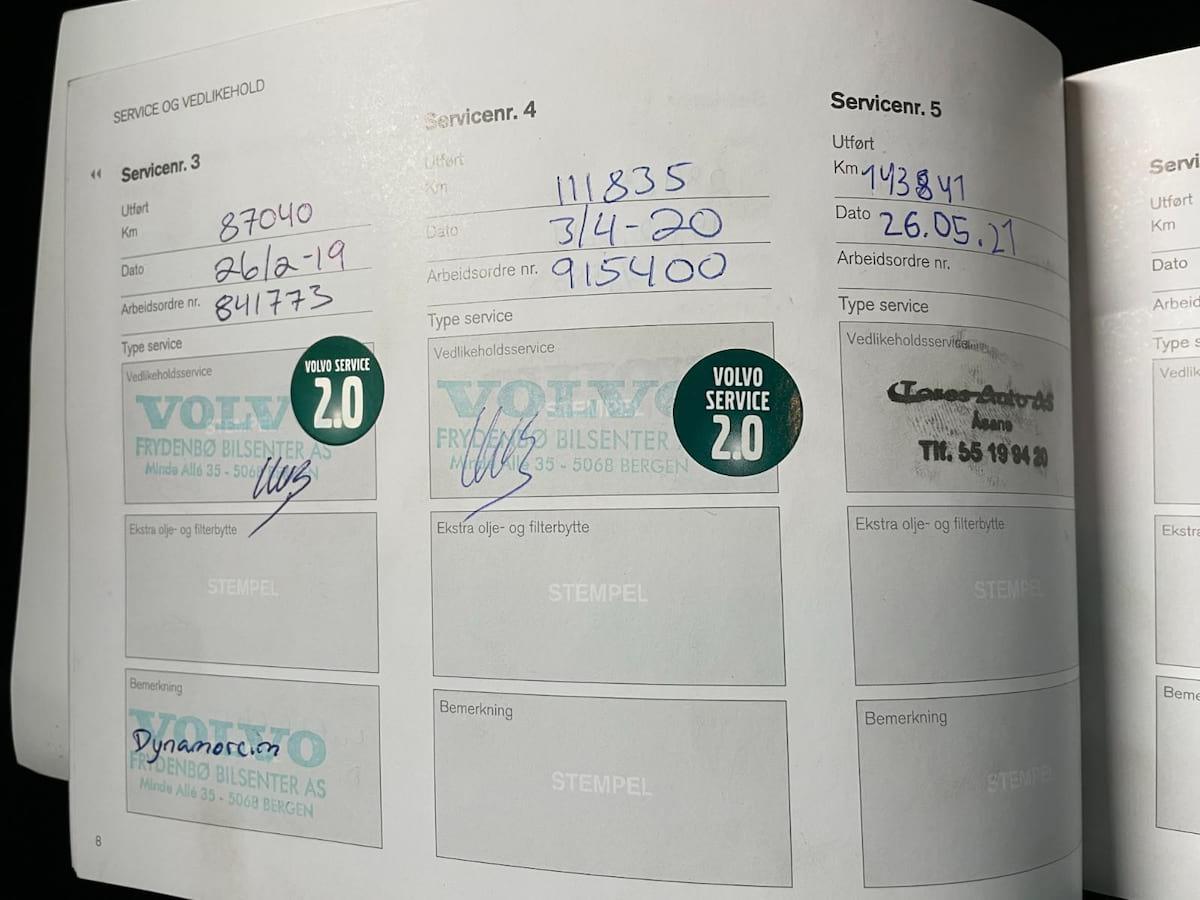 SERVICE OG VEDLIKEHOLD
Servicenr. 3
Utført
Km 87040
Dato 26/2-19
Arbeidsordre nr. 841773
Type service
Vedlikeholdsservice
VOLVO SERVICE
2.0
VOLVO
FRYDENBØ BILSENTER AS
Minde Allé 35 - 5068 BERGEN
Ekstra olje- og filterbytte
STEMPEL
Bemerkning
VOLVO
Dynamoreim
FRYDENBØ BILSENTER AS
Minde Allé 35 - 5068 BERGEN
8
Servicenr. 4
Utført
Km 111835
Dato 3/4-20
Arbeidsordre nr. 915400
Type service
Vedlikeholdsservice
VOLVO
SERVICE
2.0
VOLVO
STEMPEL
FRYDENBØ BILSENTER
Minde Allé 35 - 5068 BERGEN
Ekstra olje- og filterbytte
STEMPEL
Bemerkning
STEMPEL
Servicenr. 5
Utført
Km 143841
Dato 26.05.21
Arbeidsordre nr.
Type service
Vedlikeholdsservice
Auto AS
Åsane
Tlf. 55 19 94 20
Ekstra olje- og filterbytte
STEMPEL
Bemerkning
STEMPEL
Servi
Utført
Km
Dato
Arbeid
Type s
Vedlik
Ekstra
Beme